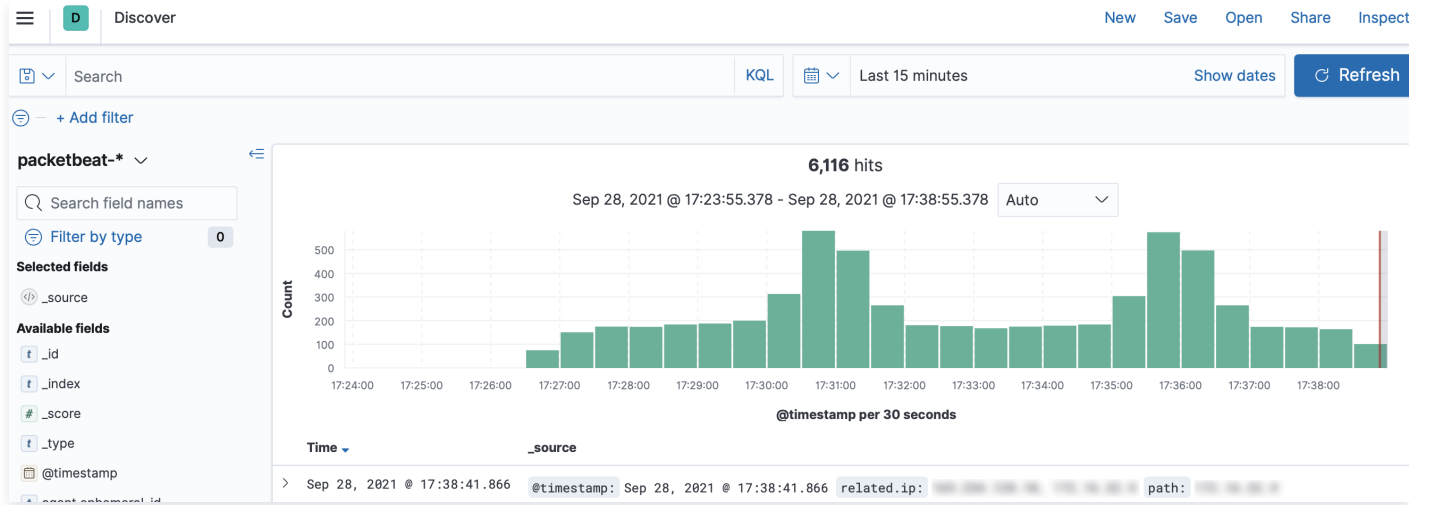 D Discover New Save Open Share Inspect
Search KQL Last 15 minutes Show dates Refresh
+ Add filter
packetbeat-*
Search field names
Filter by type 0
Selected fields
_source
Available fields
t _id
t _index
# _score
t _type
@timestamp
6,116 hits
Sep 28, 2021 @ 17:23:55.378 - Sep 28, 2021 @ 17:38:55.378 Auto
Count
500
400
300
200
100
0
17:24:00 17:25:00 17:26:00 17:27:00 17:28:00 17:29:00 17:30:00 17:31:00 17:32:00 17:33:00 17:34:00 17:35:00 17:36:00 17:37:00 17:38:00
@timestamp per 30 seconds
Time _source
Sep 28, 2021 @ 17:38:41.866 @timestamp: Sep 28, 2021 @ 17:38:41.866 related.ip: path: